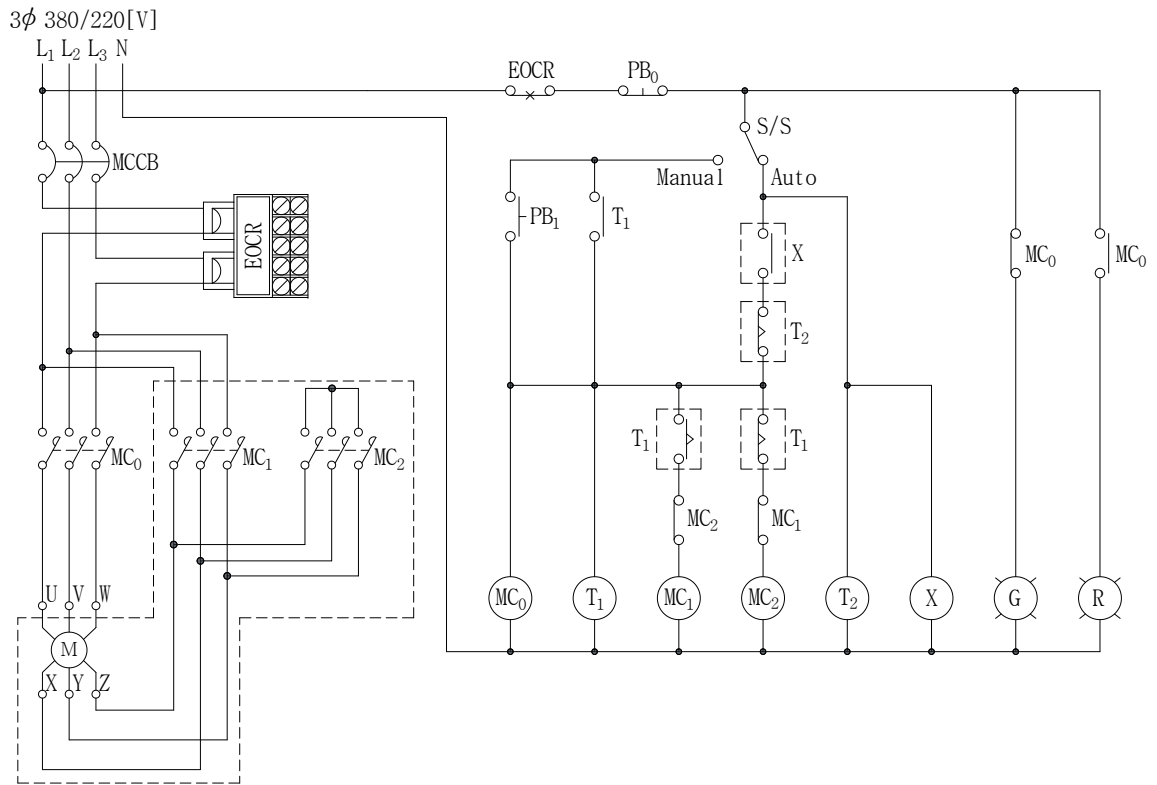 3ϕ 380/220[V]
L₁ L₂ L₃ N
EOCR
PB₀
S/S
MCCB
Manual
Auto
PB₁
T₁
X
MC₀
MC₀
EOCR
T₂
T₁
T₁
MC₀
MC₁
MC₂
MC₂
MC₁
U V W
MC₀
T₁
MC₁
MC₂
T₂
X
G
R
M
X Y Z